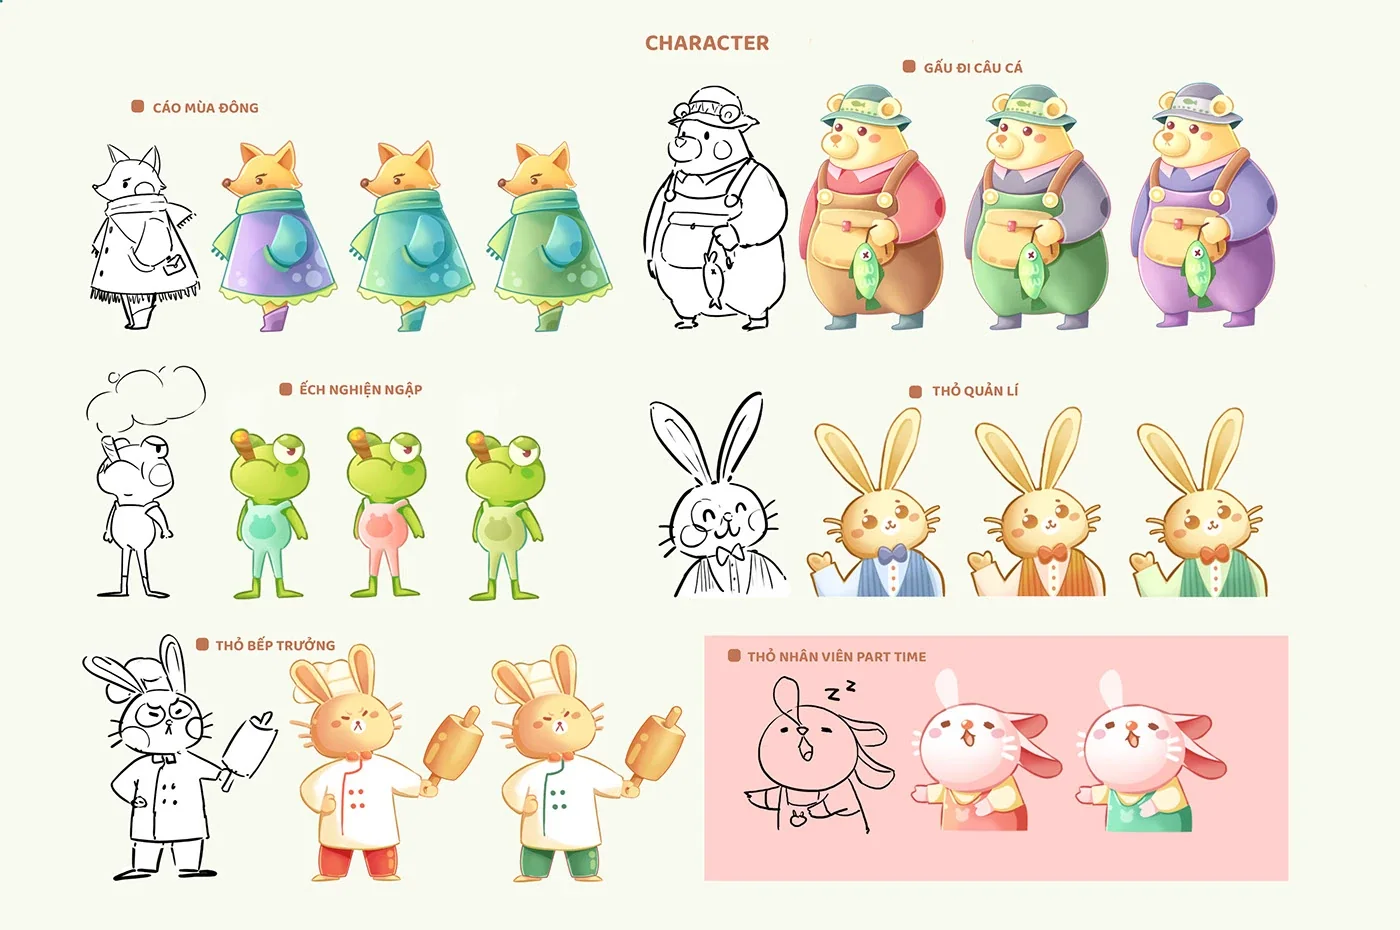 CHARACTER
GẤU ĐI CÂU CÁ
CÁO MÙA ĐÔNG
ẾCH NGHIỆN NGẬP
THỎ QUẢN LÍ
THỎ BẾP TRƯỞNG
THỎ NHÂN VIÊN PART TIME
Z Z